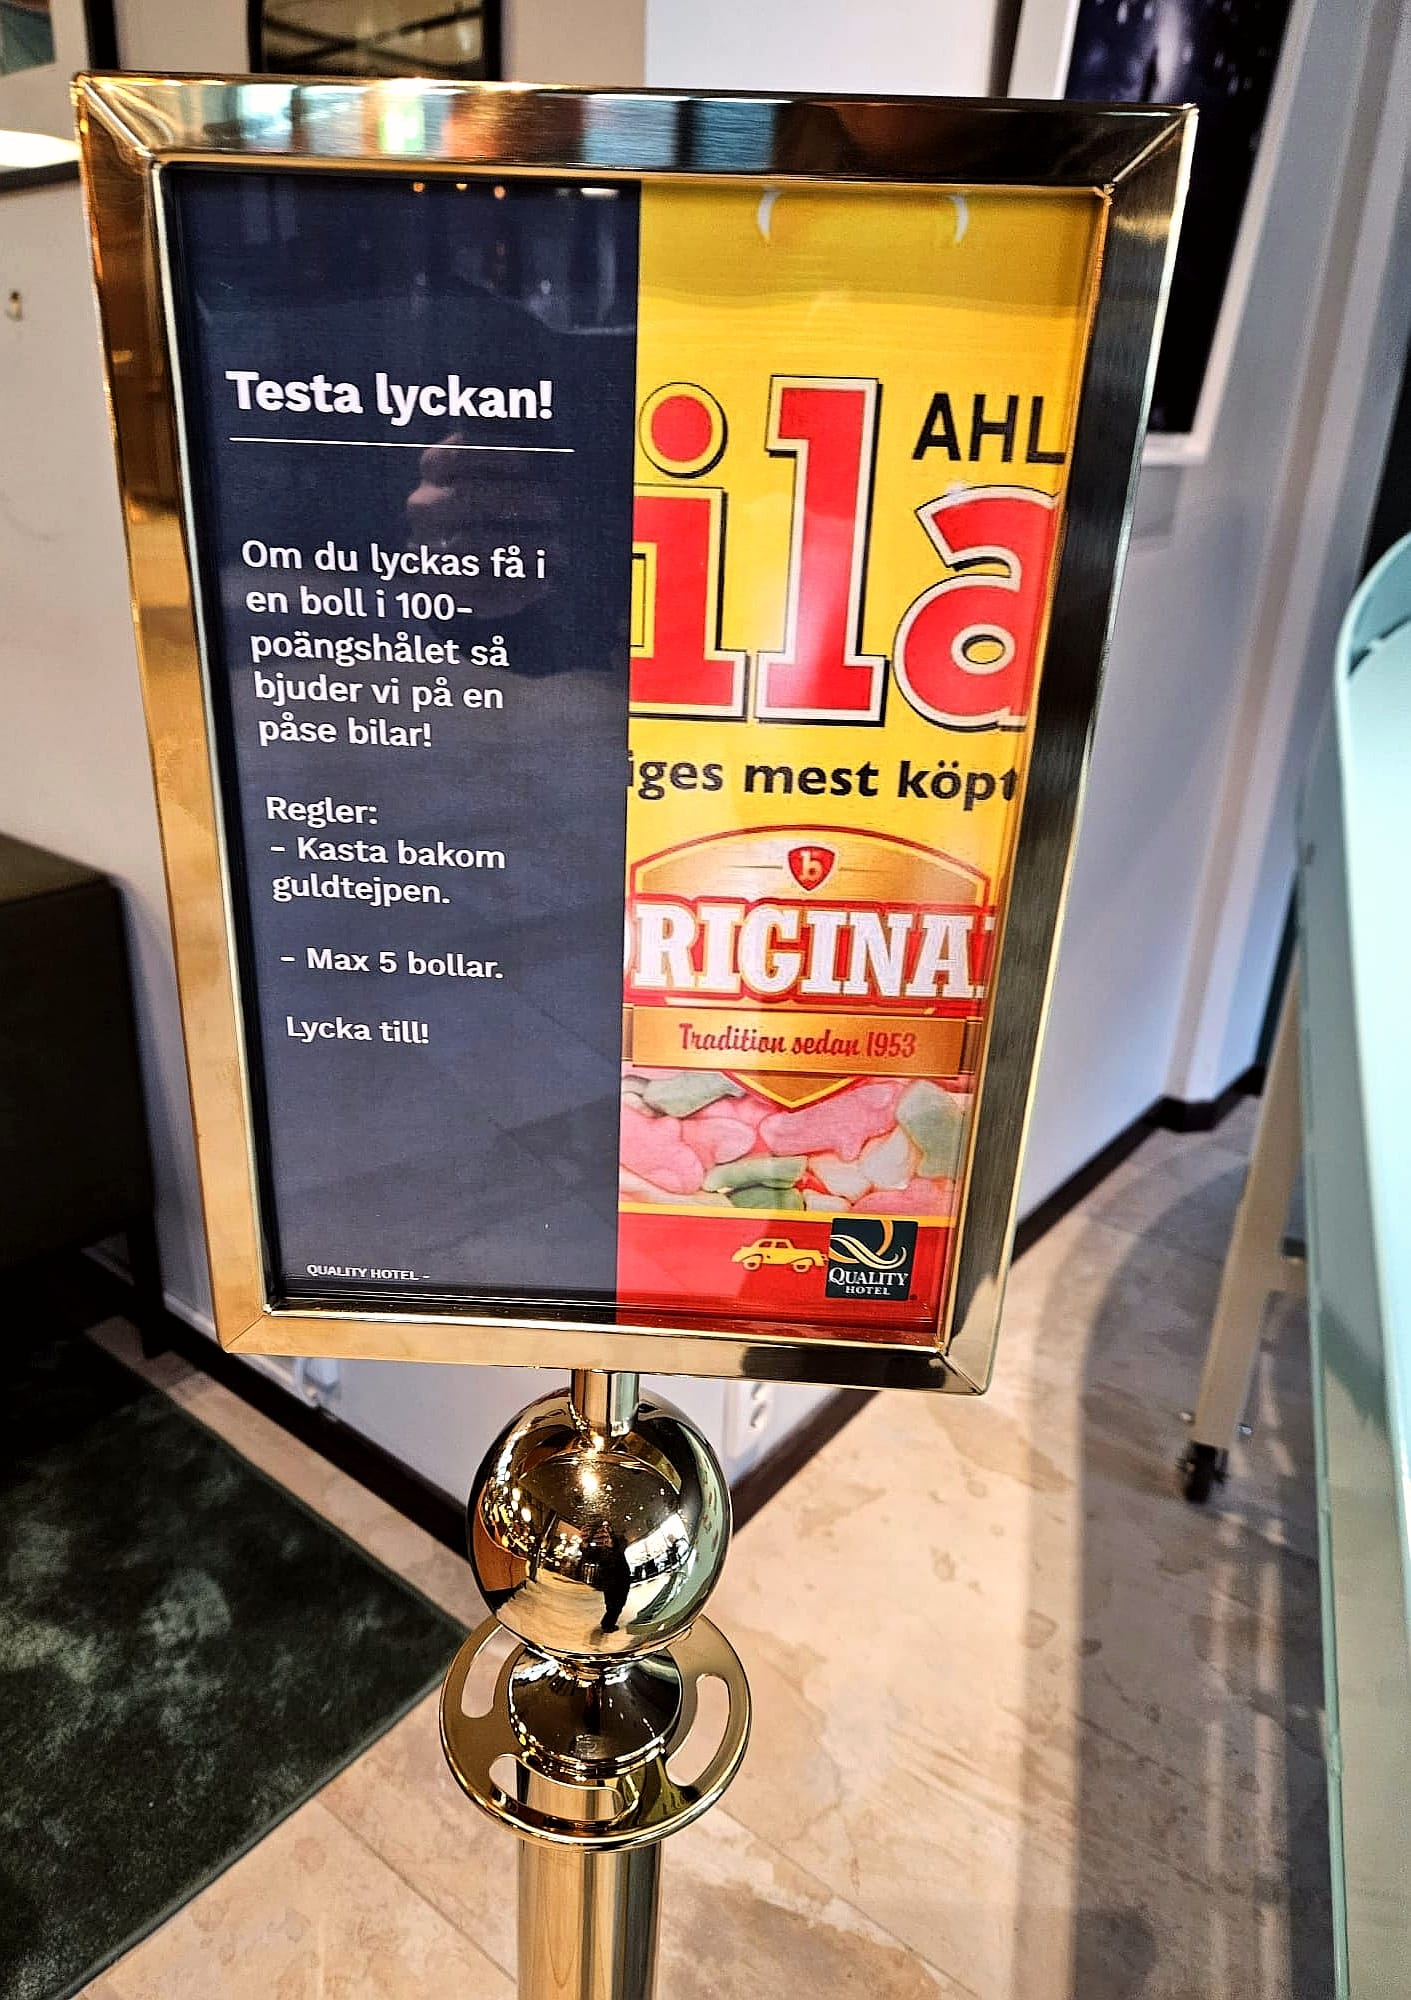 Testa lyckan!
Om du lyckas få i
en boll i 100-
poängshålet så
bjuder vi på en
påse bilar!
Regler:
- Kasta bakom
guldtejpen.
- Max 5 bollar.
Lycka till!
QUALITY HOTEL -
AHL
ila
iges mest köpt
b
RIGINAL
Tradition sedan 1953
QUALITY
HOTEL